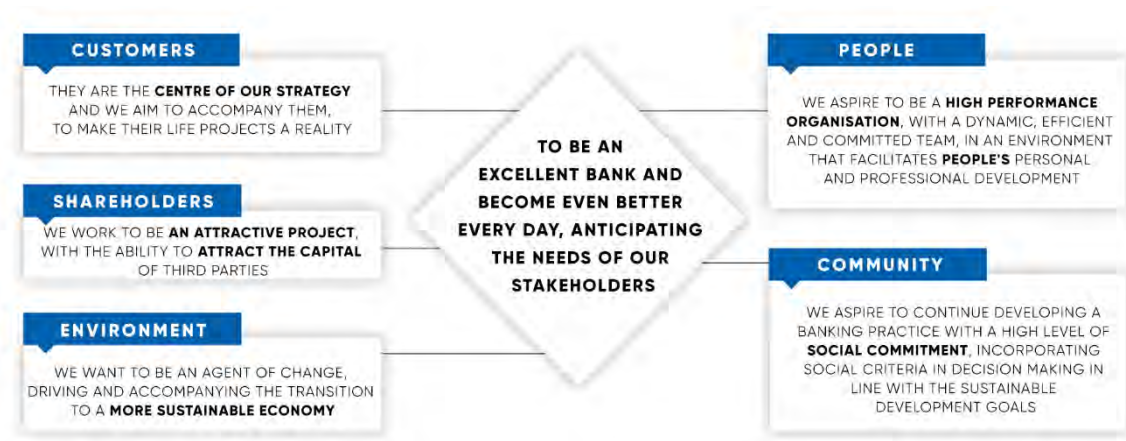 CUSTOMERS
THEY ARE THE CENTRE OF OUR STRATEGY
AND WE AIM TO ACCOMPANY THEM,
TO MAKE THEIR LIFE PROJECTS A REALITY
SHAREHOLDERS
WE WORK TO BE AN ATTRACTIVE PROJECT,
WITH THE ABILITY TO ATTRACT THE CAPITAL
OF THIRD PARTIES
ENVIRONMENT
WE WANT TO BE AN AGENT OF CHANGE,
DRIVING AND ACCOMPANYING THE TRANSITION
TO A MORE SUSTAINABLE ECONOMY
TO BE AN
EXCELLENT BANK AND
BECOME EVEN BETTER
EVERY DAY, ANTICIPATING
THE NEEDS OF OUR
STAKEHOLDERS
PEOPLE
WE ASPIRE TO BE A HIGH PERFORMANCE
ORGANISATION, WITH A DYNAMIC, EFFICIENT
AND COMMITTED TEAM, IN AN ENVIRONMENT
THAT FACILITATES PEOPLE'S PERSONAL
AND PROFESSIONAL DEVELOPMENT
COMMUNITY
WE ASPIRE TO CONTINUE DEVELOPING A
BANKING PRACTICE WITH A HIGH LEVEL OF
SOCIAL COMMITMENT, INCORPORATING
SOCIAL CRITERIA IN DECISION MAKING IN
LINE WITH THE SUSTAINABLE
DEVELOPMENT GOALS